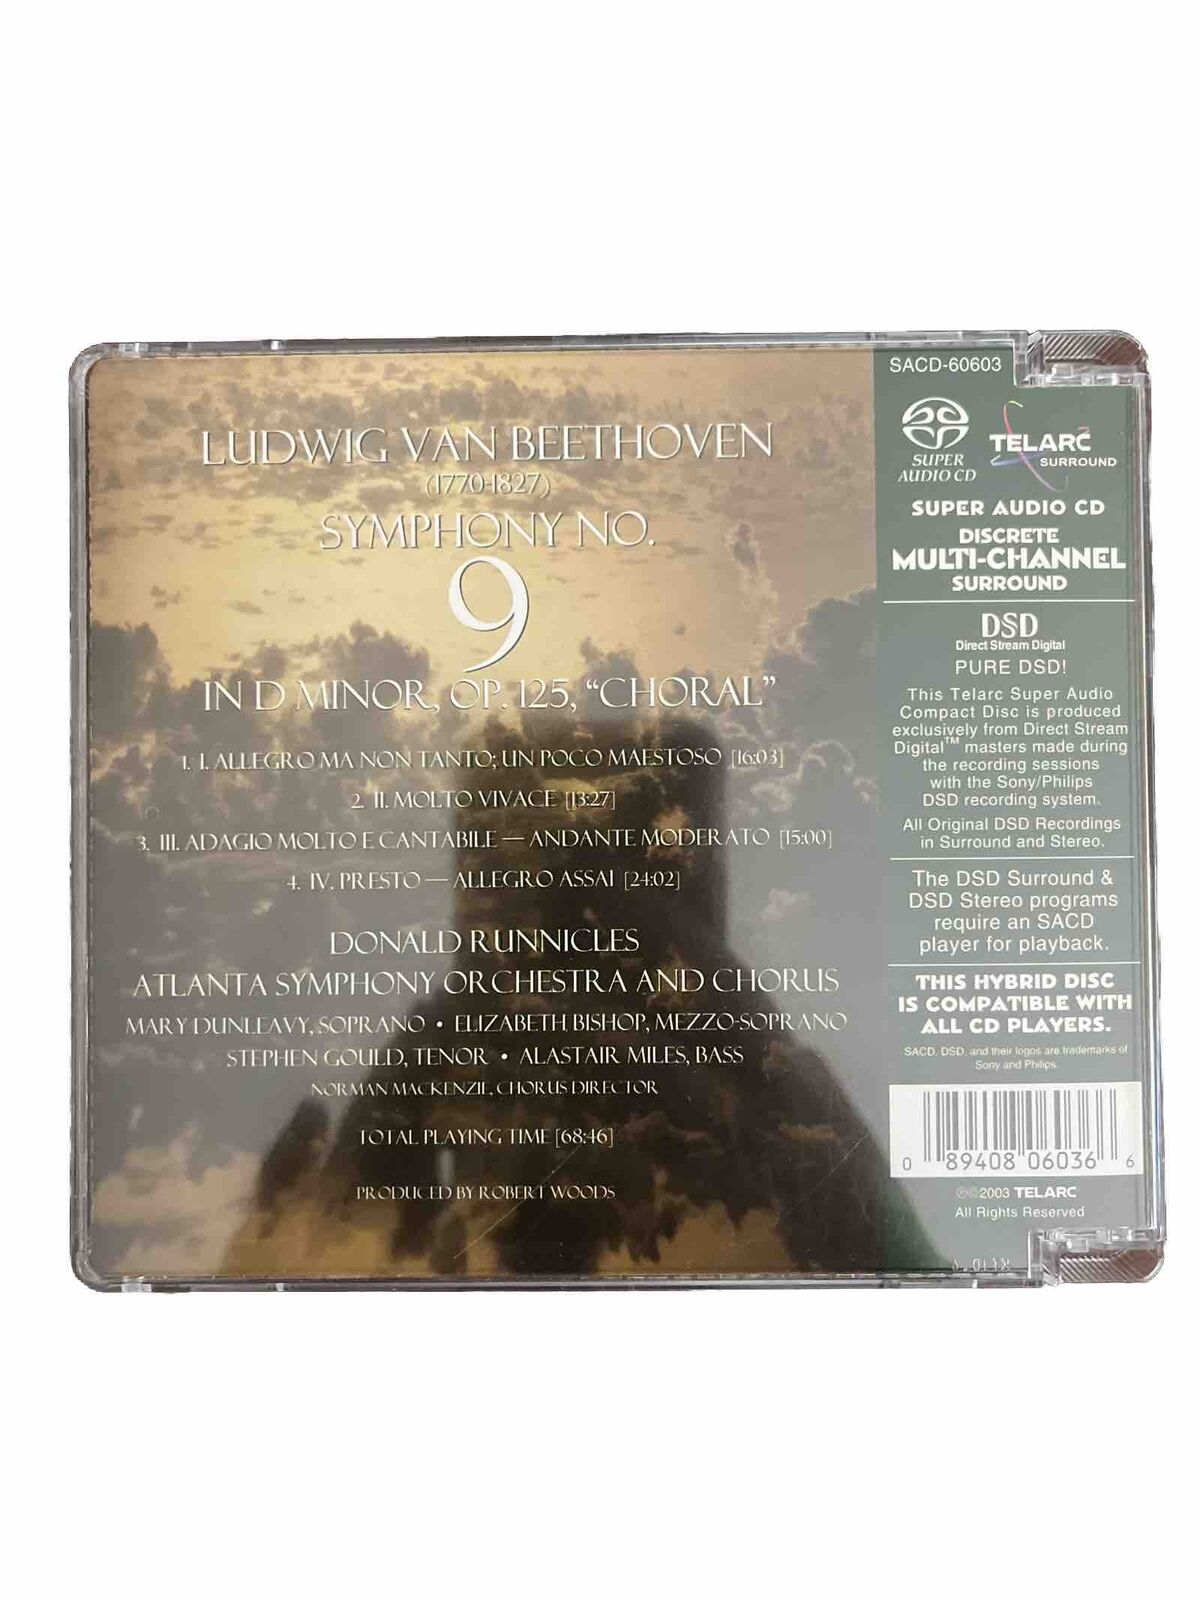 LUDWIG VAN BEETHOVEN
(1770-1827)
SYMPHONY NO.
9
IN D MINOR, OP. 125, “CHORAL”
1. I. ALLEGRO MA NON TANTO; UN POCO MAESTOSO [16:03]
2. II. MOLTO VIVACE [13:27]
3. III. ADAGIO MOLTO E CANTABILE — ANDANTE MODERATO [15:00]
4. IV. PRESTO — ALLEGRO ASSAI [24:02]
DONALD RUNNICLES
ATLANTA SYMPHONY ORCHESTRA AND CHORUS
MARY DUNLEAVY, SOPRANO • ELIZABETH BISHOP, MEZZO-SOPRANO
STEPHEN GOULD, TENOR • ALASTAIR MILES, BASS
NORMAN MACKENZIE, CHORUS DIRECTOR
TOTAL PLAYING TIME [68:46]
PRODUCED BY ROBERT WOODS
SACD-60603
SUPER
AUDIO CD
TELARC
SURROUND
SUPER AUDIO CD
DISCRETE
MULTI-CHANNEL
SURROUND
DSD
Direct Stream Digital
PURE DSD!
This Telarc Super Audio
Compact Disc is produced
exclusively from Direct Stream
Digital™ masters made during
the recording sessions
with the Sony/Philips
DSD recording system.
All Original DSD Recordings
in Surround and Stereo.
The DSD Surround &
DSD Stereo programs
require an SACD
player for playback.
THIS HYBRID DISC
IS COMPATIBLE WITH
ALL CD PLAYERS.
SACD, DSD, and their logos are trademarks of
Sony and Philips.
0 89408 06036 6
℗©2003 TELARC
All Rights Reserved